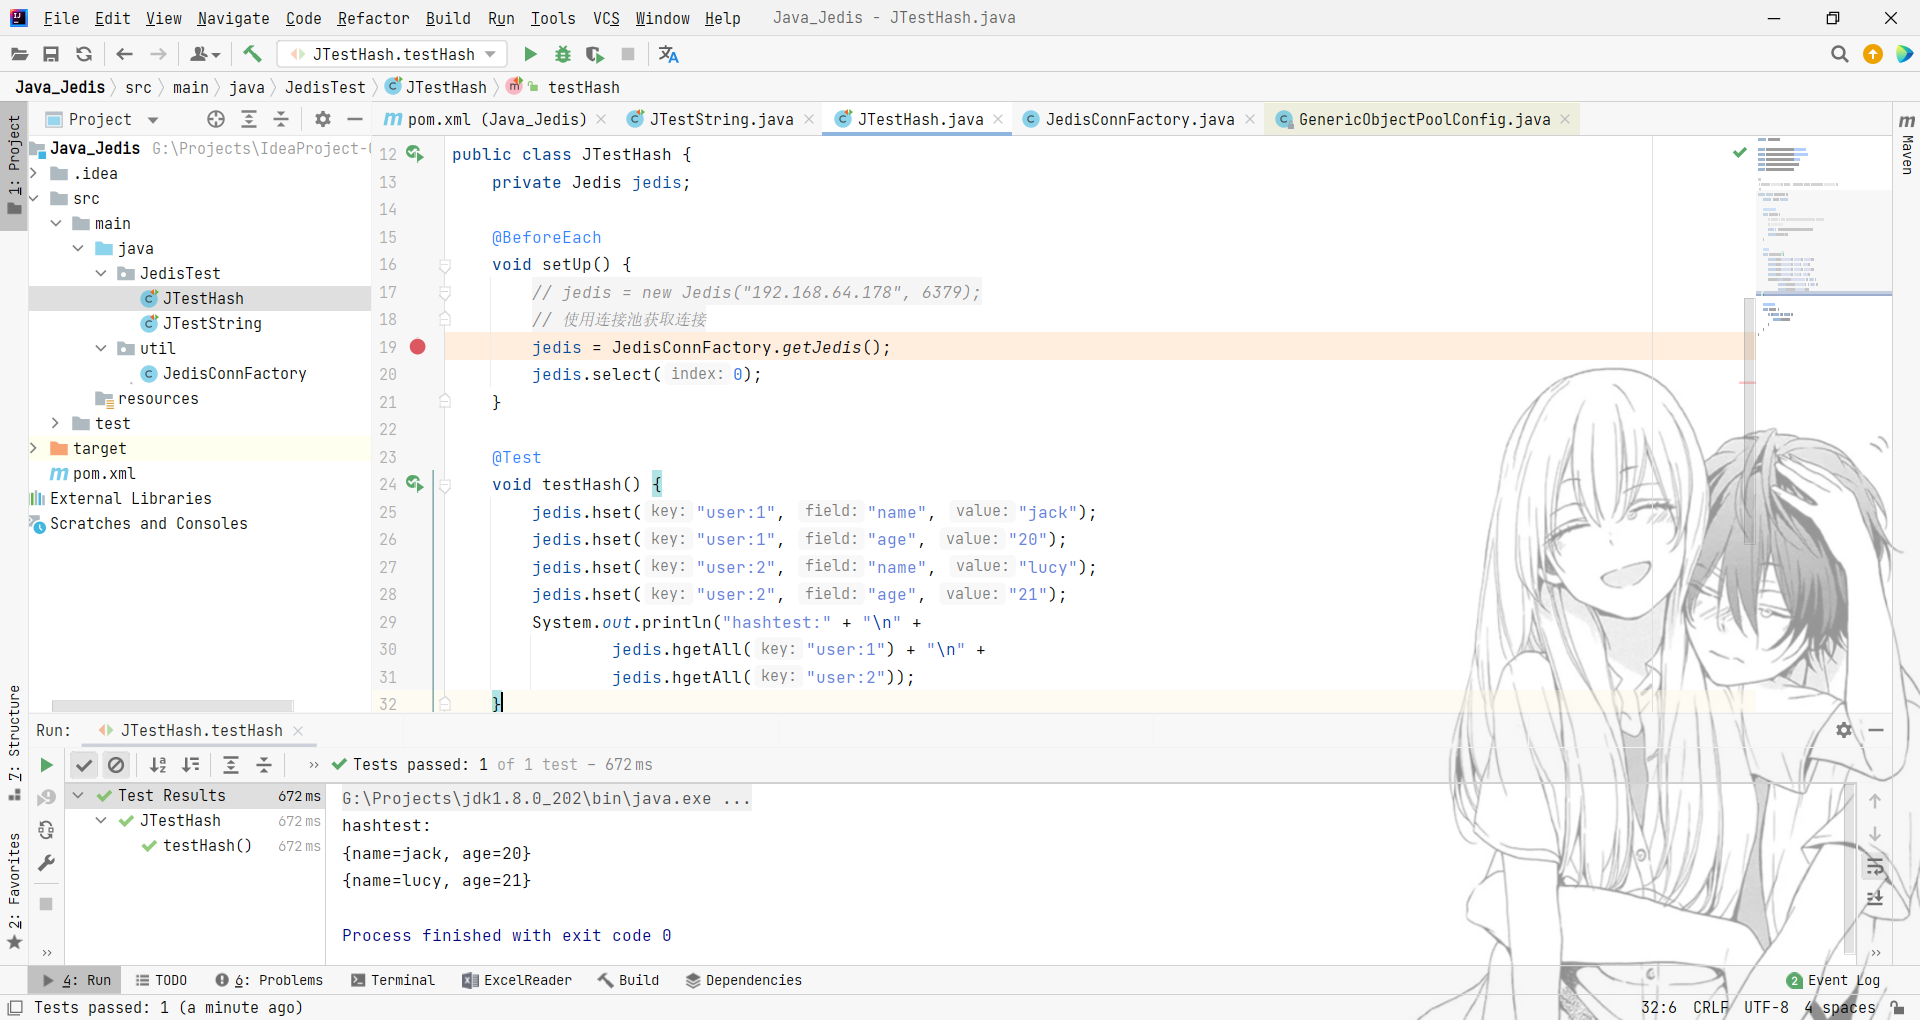 File Edit View Navigate Code Refactor Build Run Tools VCS Window Help Java_Jedis - JTestHash.java
JTestHash.testHash
Java_Jedis src main java JedisTest JTestHash testHash
Project
pom.xml (Java_Jedis) JTestString.java JTestHash.java JedisConnFactory.java GenericObjectPoolConfig.java
1: Project
Maven
Java_Jedis G:\Projects\IdeaProject-
.idea
src
main
java
JedisTest
JTestHash
JTestString
util
JedisConnFactory
resources
test
target
pom.xml
External Libraries
Scratches and Consoles
12 public class JTestHash {
13 private Jedis jedis;
14
15 @BeforeEach
16 void setUp() {
17 // jedis = new Jedis("192.168.64.178", 6379);
18 // 使用连接池获取连接
19 jedis = JedisConnFactory.getJedis();
20 jedis.select( index: 0);
21 }
22
23 @Test
24 void testHash() {
25 jedis.hset( key: "user:1", field: "name", value: "jack");
26 jedis.hset( key: "user:1", field: "age", value: "20");
27 jedis.hset( key: "user:2", field: "name", value: "lucy");
28 jedis.hset( key: "user:2", field: "age", value: "21");
29 System.out.println("hashtest:" + "\n" +
30 jedis.hgetAll( key: "user:1") + "\n" +
31 jedis.hgetAll( key: "user:2"));
32 }
7: Structure
2: Favorites
Run: JTestHash.testHash
Tests passed: 1 of 1 test – 672 ms
Test Results 672 ms
JTestHash 672 ms
testHash() 672 ms
G:\Projects\jdk1.8.0_202\bin\java.exe ...
hashtest:
{name=jack, age=20}
{name=lucy, age=21}
Process finished with exit code 0
4: Run TODO 6: Problems Terminal ExcelReader Build Dependencies 2 Event Log
Tests passed: 1 (a minute ago) 32:6 CRLF UTF-8 4 spaces